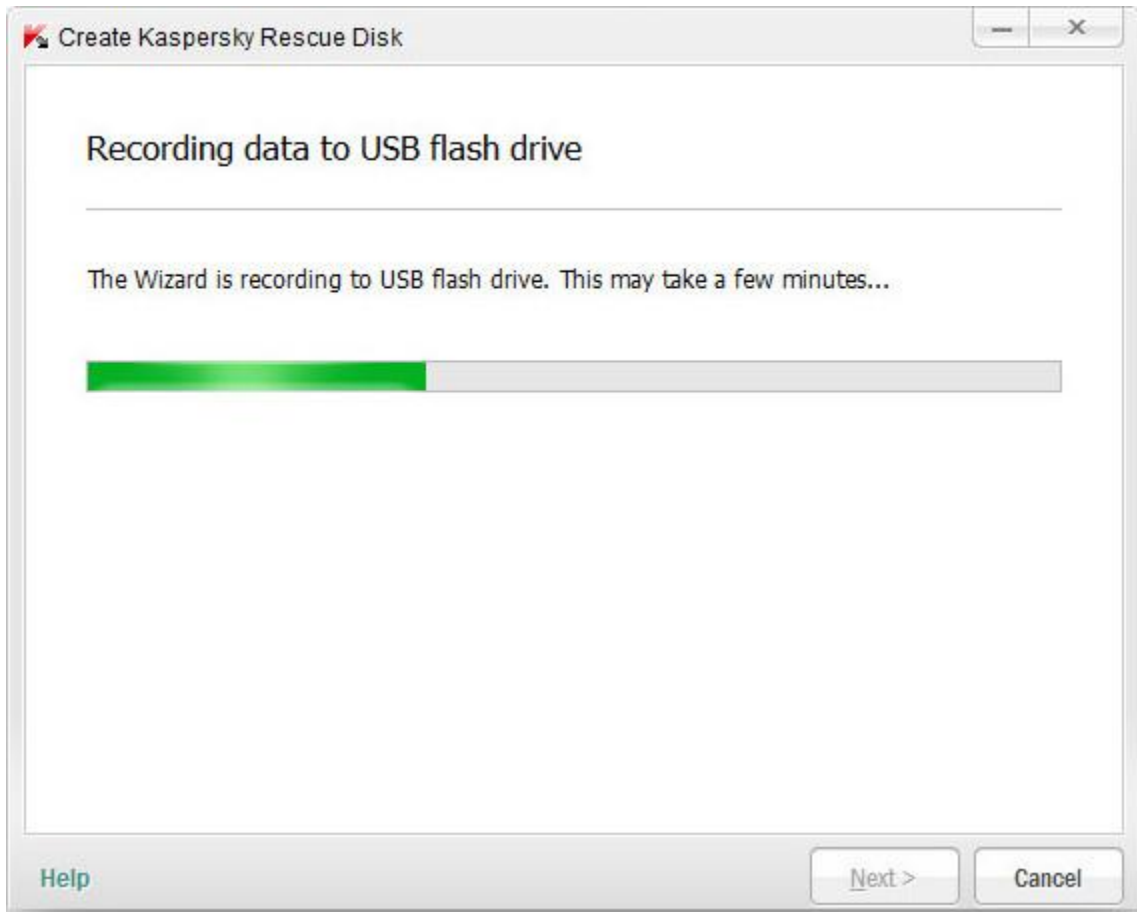 Create Kaspersky Rescue Disk
Recording data to USB flash drive
The Wizard is recording to USB flash drive. This may take a few minutes...
Help
Next >
Cancel